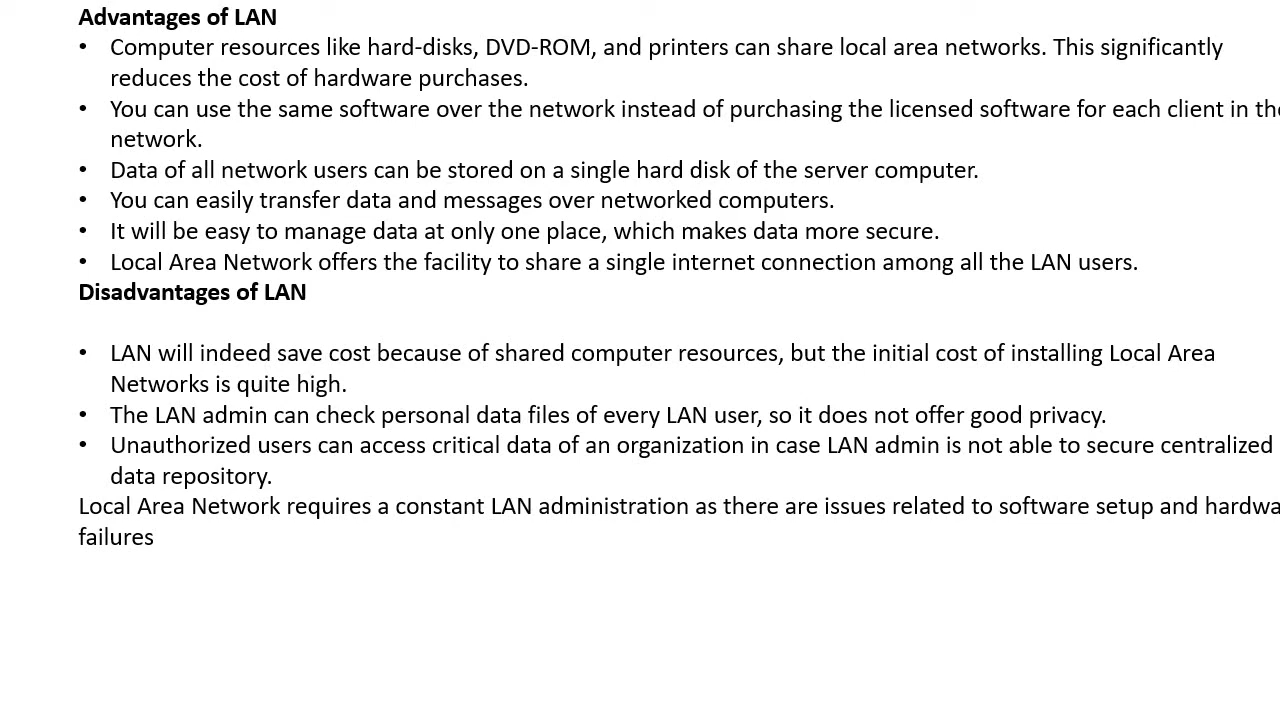 Advantages of LAN
• Computer resources like hard-disks, DVD-ROM, and printers can share local area networks. This significantly
reduces the cost of hardware purchases.
• You can use the same software over the network instead of purchasing the licensed software for each client in the
network.
• Data of all network users can be stored on a single hard disk of the server computer.
• You can easily transfer data and messages over networked computers.
• It will be easy to manage data at only one place, which makes data more secure.
• Local Area Network offers the facility to share a single internet connection among all the LAN users.
Disadvantages of LAN
• LAN will indeed save cost because of shared computer resources, but the initial cost of installing Local Area
Networks is quite high.
• The LAN admin can check personal data files of every LAN user, so it does not offer good privacy.
• Unauthorized users can access critical data of an organization in case LAN admin is not able to secure centralized
data repository.
Local Area Network requires a constant LAN administration as there are issues related to software setup and hardwa
failures